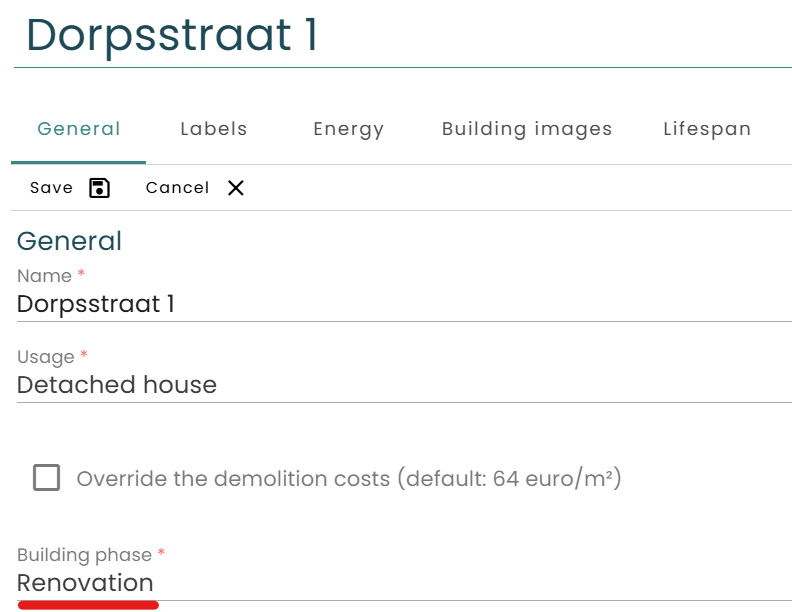 Dorpsstraat 1
General Labels Energy Building images Lifespan
Save Cancel
General
Name *
Dorpsstraat 1
Usage *
Detached house
Override the demolition costs (default: 64 euro/m²)
Building phase *
Renovation